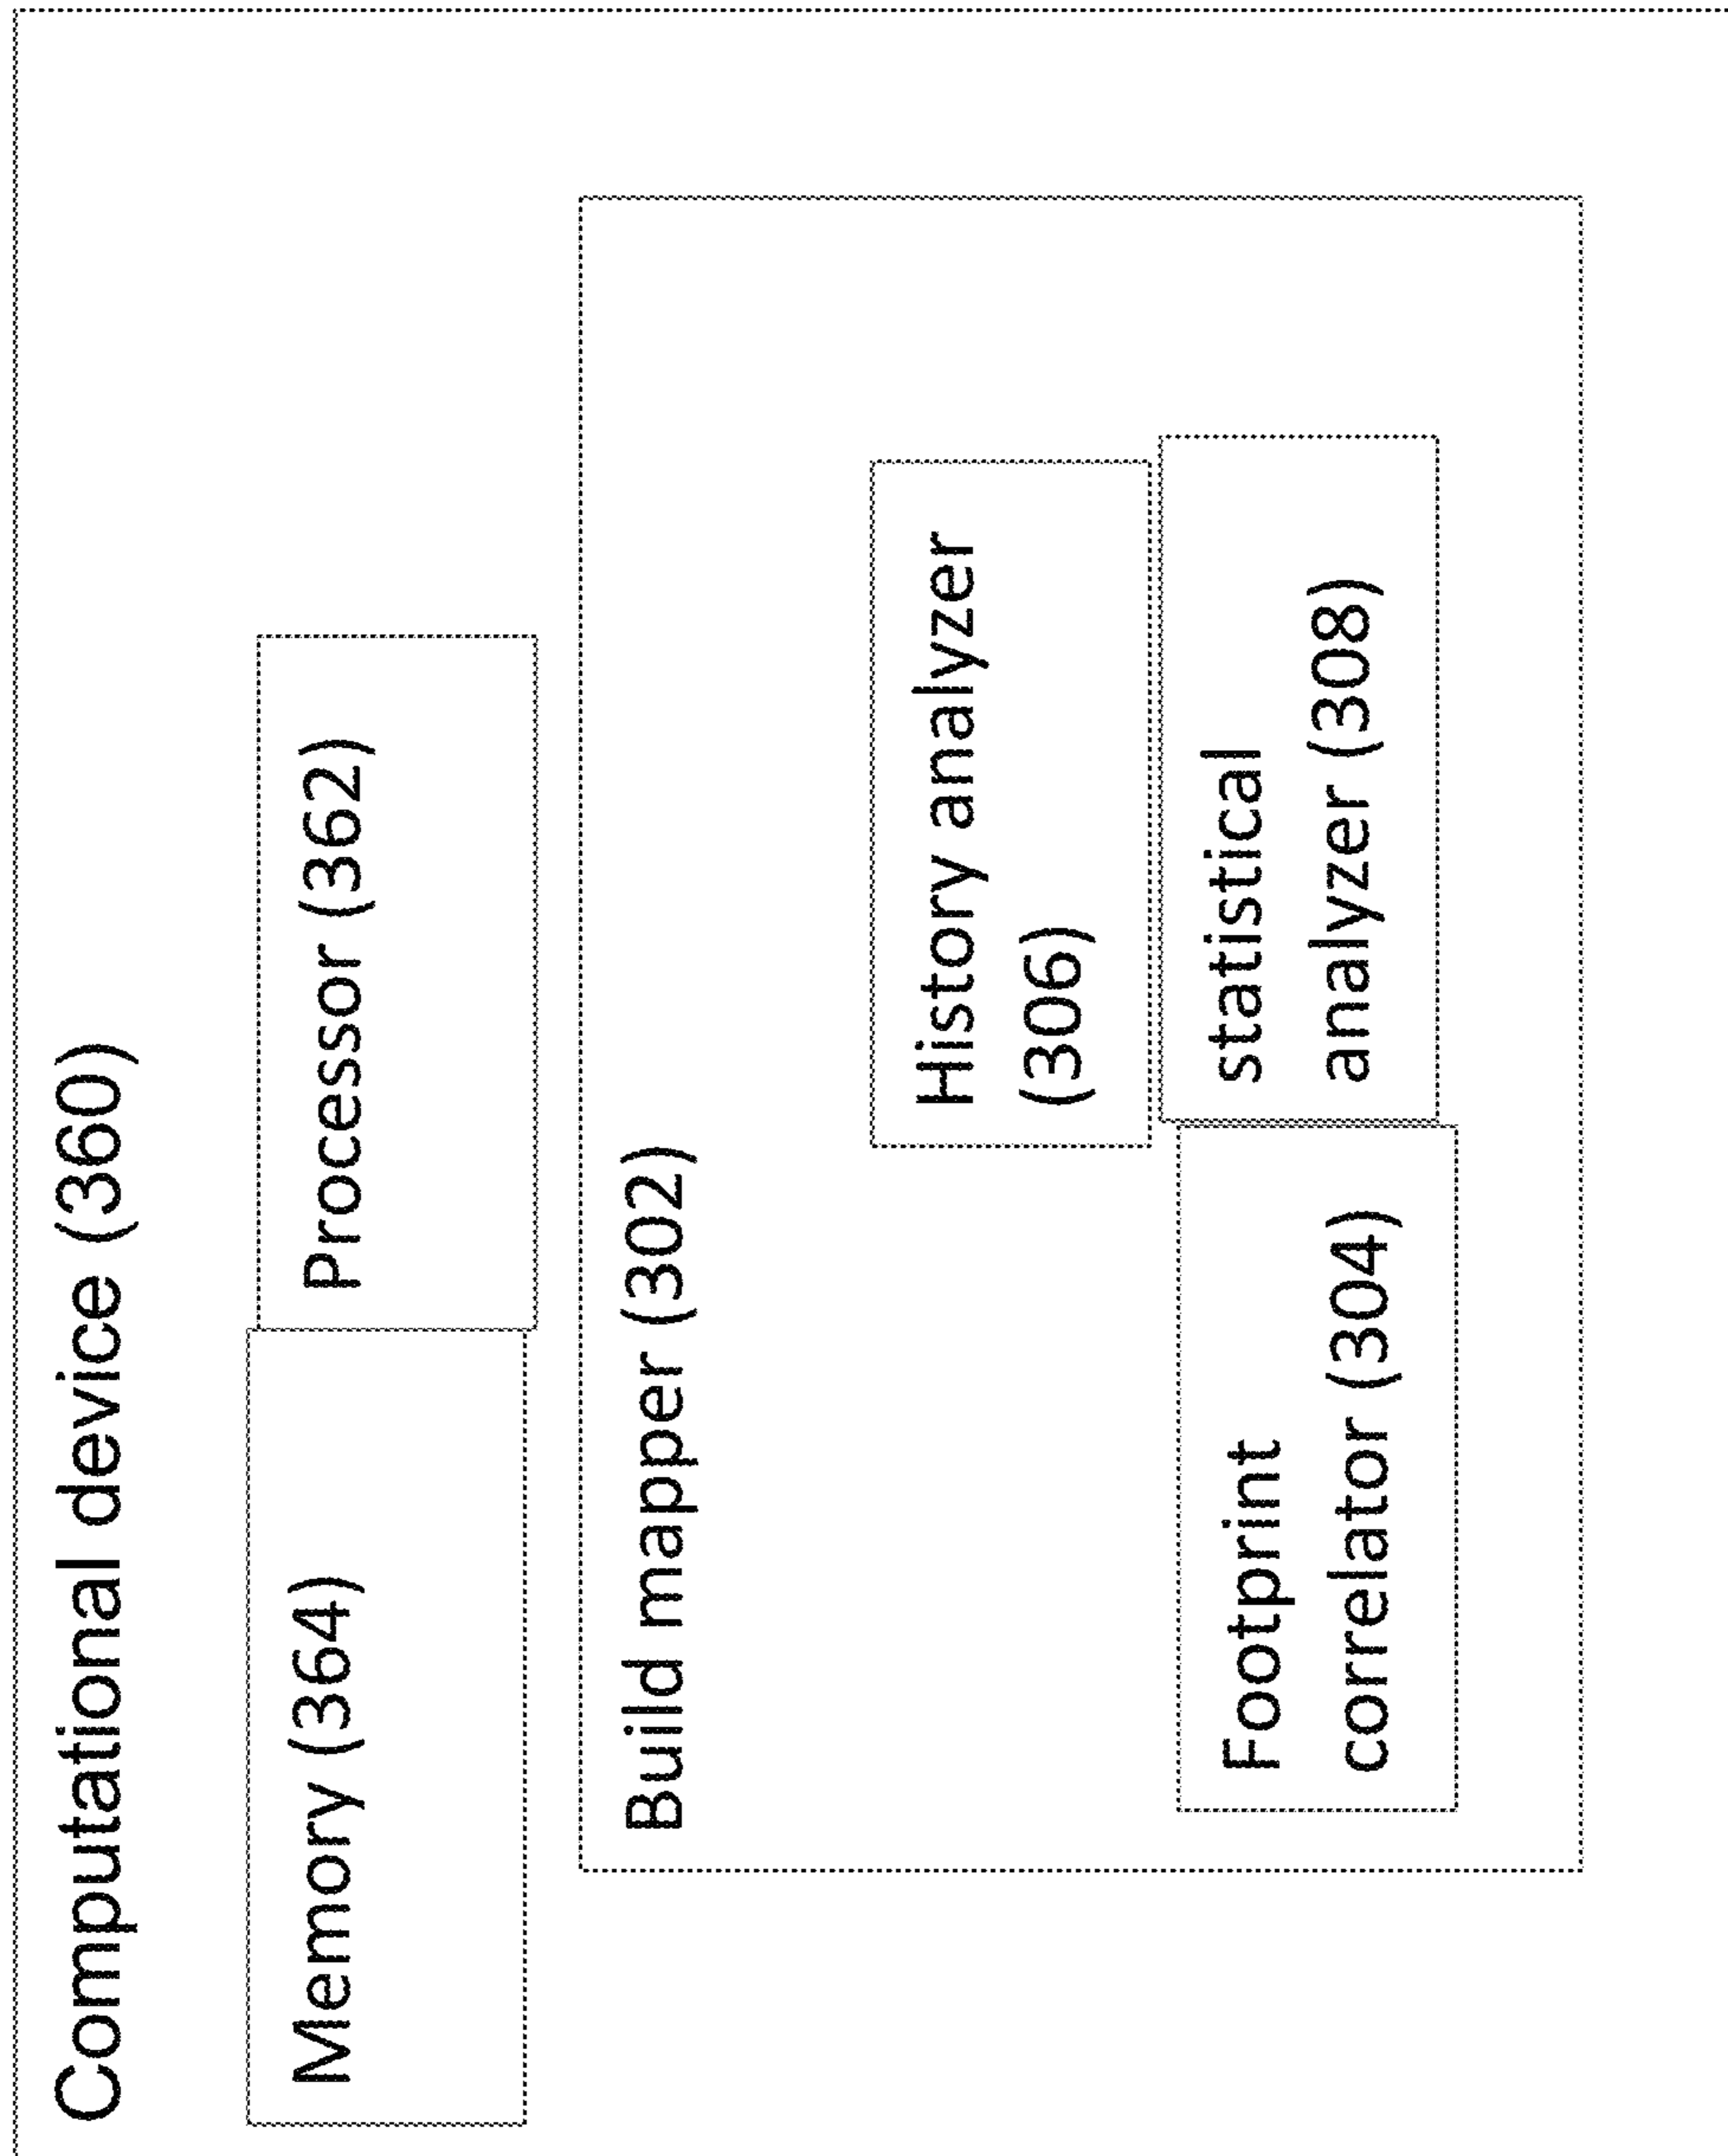 Computational device (360)
Memory (364)
Processor (362)
Build mapper (302)
History analyzer
(306)
Footprint
correlator (304)
statistical
analyzer (308)